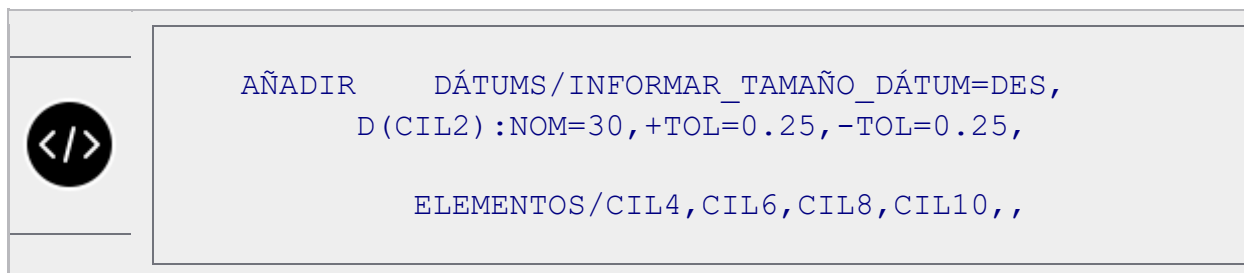 </>
AÑADIR DÁTUMS/INFORMAR_TAMAÑO_DÁTUM=DES,
D(CIL2):NOM=30,+TOL=0.25,-TOL=0.25,
ELEMENTOS/CIL4,CIL6,CIL8,CIL10,,